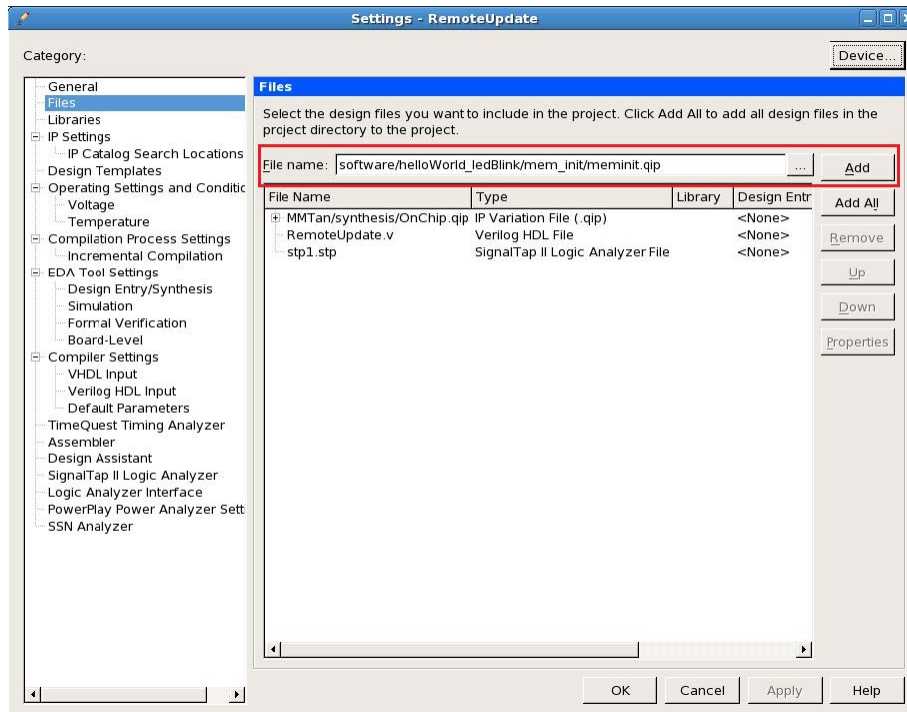 Settings - RemoteUpdate
Category:
Device...
General
Files
Libraries
IP Settings
IP Catalog Search Locations
Design Templates
Operating Settings and Conditic
Voltage
Temperature
Compilation Process Settings
Incremental Compilation
EDA Tool Settings
Design Entry/Synthesis
Simulation
Formal Verification
Board-Level
Compiler Settings
VHDL Input
Verilog HDL Input
Default Parameters
TimeQuest Timing Analyzer
Assembler
Design Assistant
SignalTap II Logic Analyzer
Logic Analyzer Interface
PowerPlay Power Analyzer Sett
SSN Analyzer
Files
Select the design files you want to include in the project. Click Add All to add all design files in the
project directory to the project.
File name: software/helloWorld_ledBlink/mem_init/meminit.qip ... Add
File Name Type Library Design Entr Add All
MMTan/synthesis/OnChip.qip IP Variation File (.qip) <None>
RemoteUpdate.v Verilog HDL File <None> Remove
stp1.stp SignalTap II Logic Analyzer File <None>
Up
Down
Properties
OK Cancel Apply Help